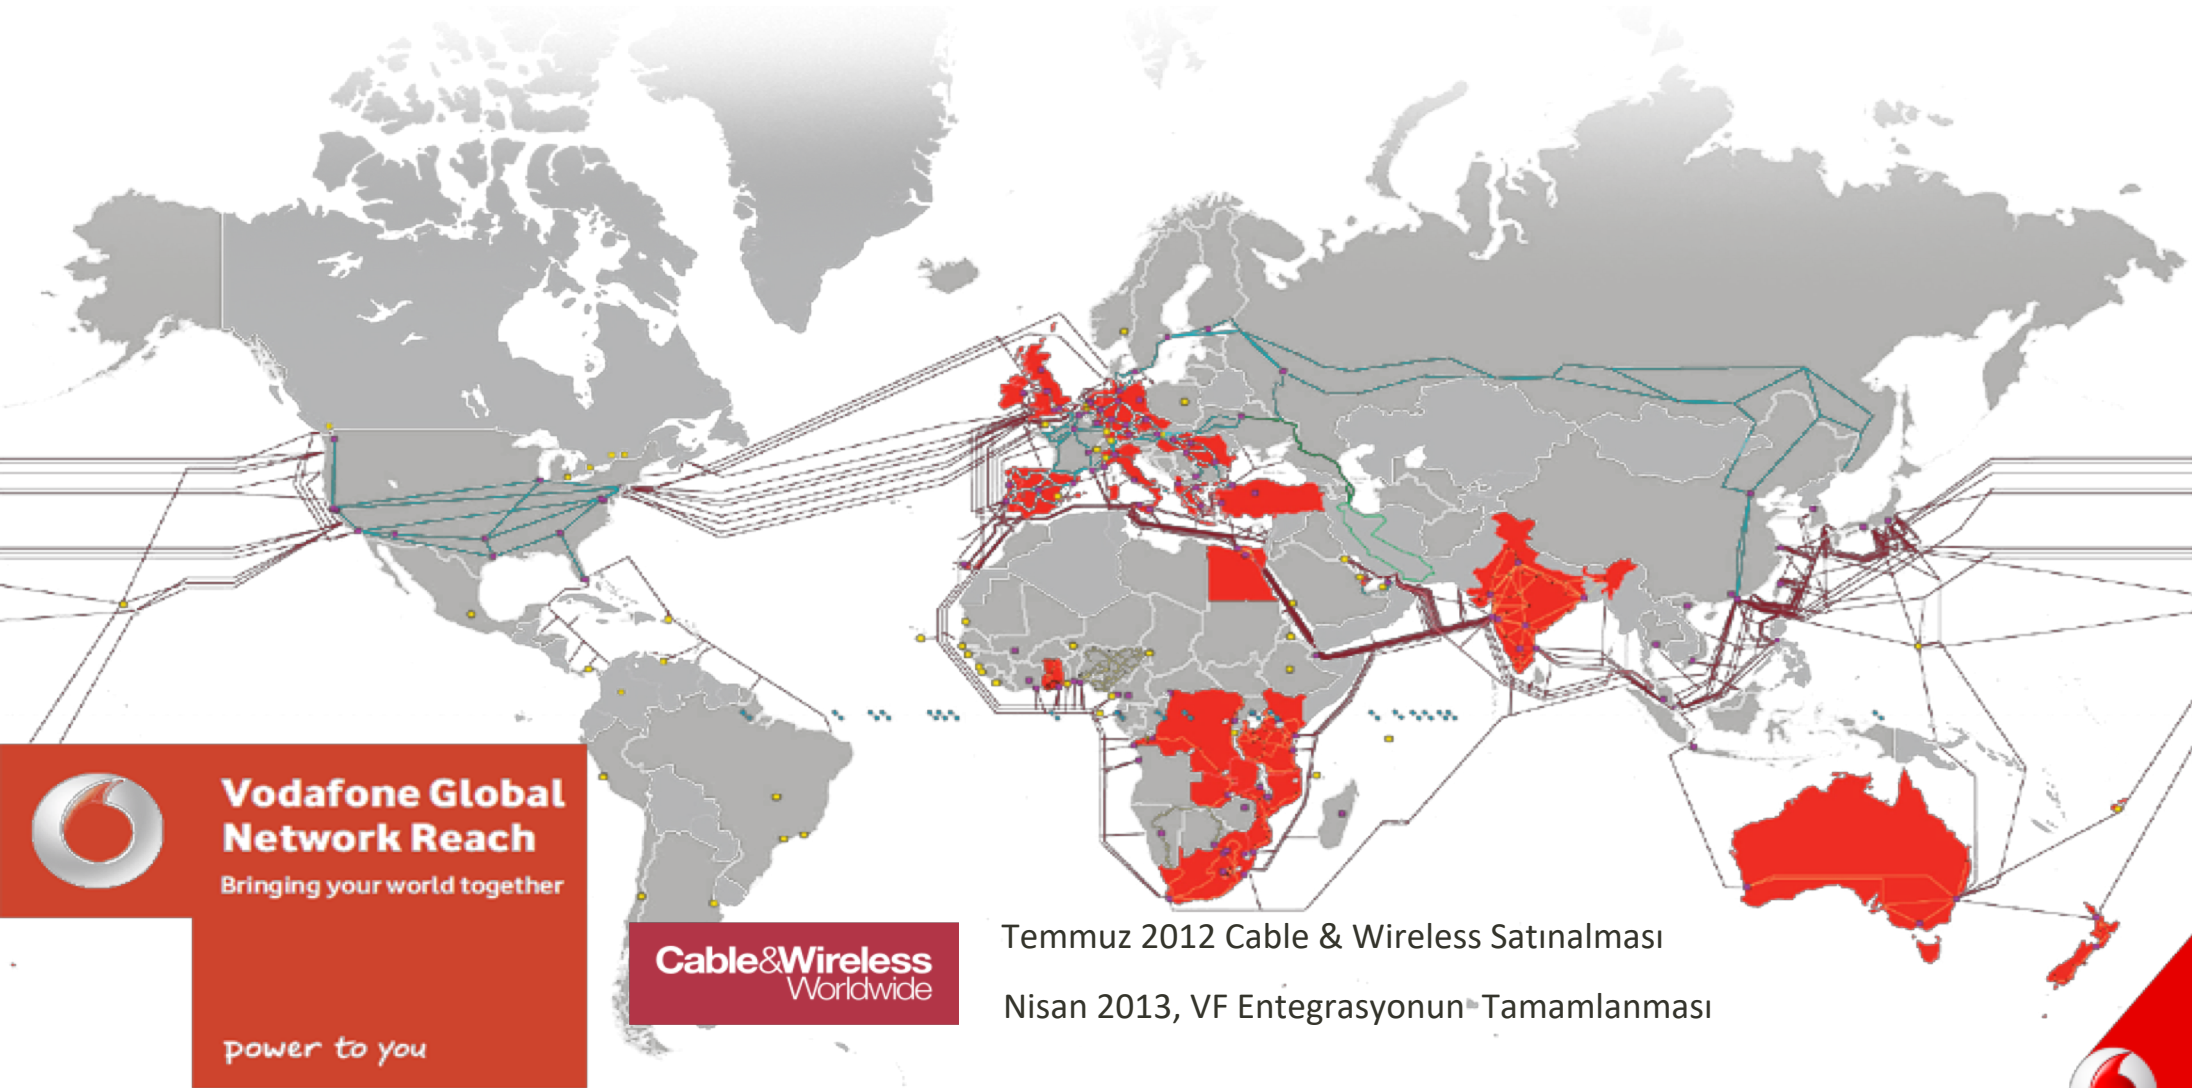 Vodafone Global
Network Reach
Bringing your world together
power to you
Cable&Wireless
Worldwide
Temmuz 2012 Cable & Wireless Satınalması
Nisan 2013, VF Entegrasyonun Tamamlanması